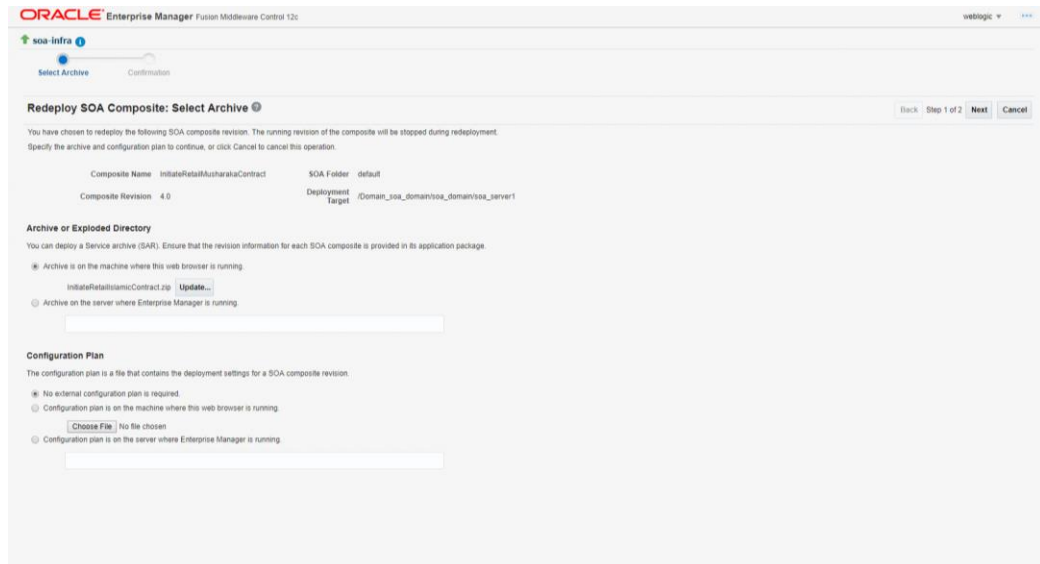 ORACLE Enterprise Manager Fusion Middleware Control 12c
weblogic
soa-infra
Select Archive Confirmation
Redeploy SOA Composite: Select Archive
Back Step 1 of 2 Next Cancel
You have chosen to redeploy the following SOA composite revision. The running revision of the composite will be stopped during redeployment.
Specify the archive and configuration plan to continue, or click Cancel to cancel this operation.
Composite Name InitiateRetailMusharakaContract SOA Folder default
Composite Revision 4.0 Deployment Target /Domain_soa_domain/soa_domain/soa_server1
Archive or Exploded Directory
You can deploy a Service archive (SAR). Ensure that the revision information for each SOA composite is provided in its application package.
Archive is on the machine where this web browser is running.
InitiateRetailIslamicContract.zip Update...
Archive on the server where Enterprise Manager is running.
Configuration Plan
The configuration plan is a file that contains the deployment settings for a SOA composite revision.
No external configuration plan is required.
Configuration plan is on the machine where this web browser is running.
Choose File No file chosen
Configuration plan is on the server where Enterprise Manager is running.